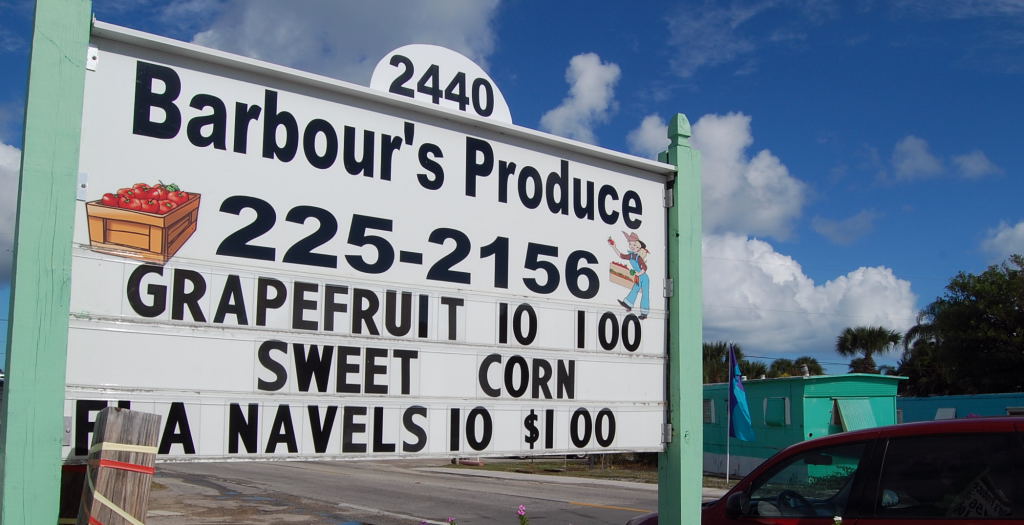 2440
Barbour's Produce
225-2156
GRAPEFRUIT 10 1 00
SWEET CORN
NAVELS 10 $1 00